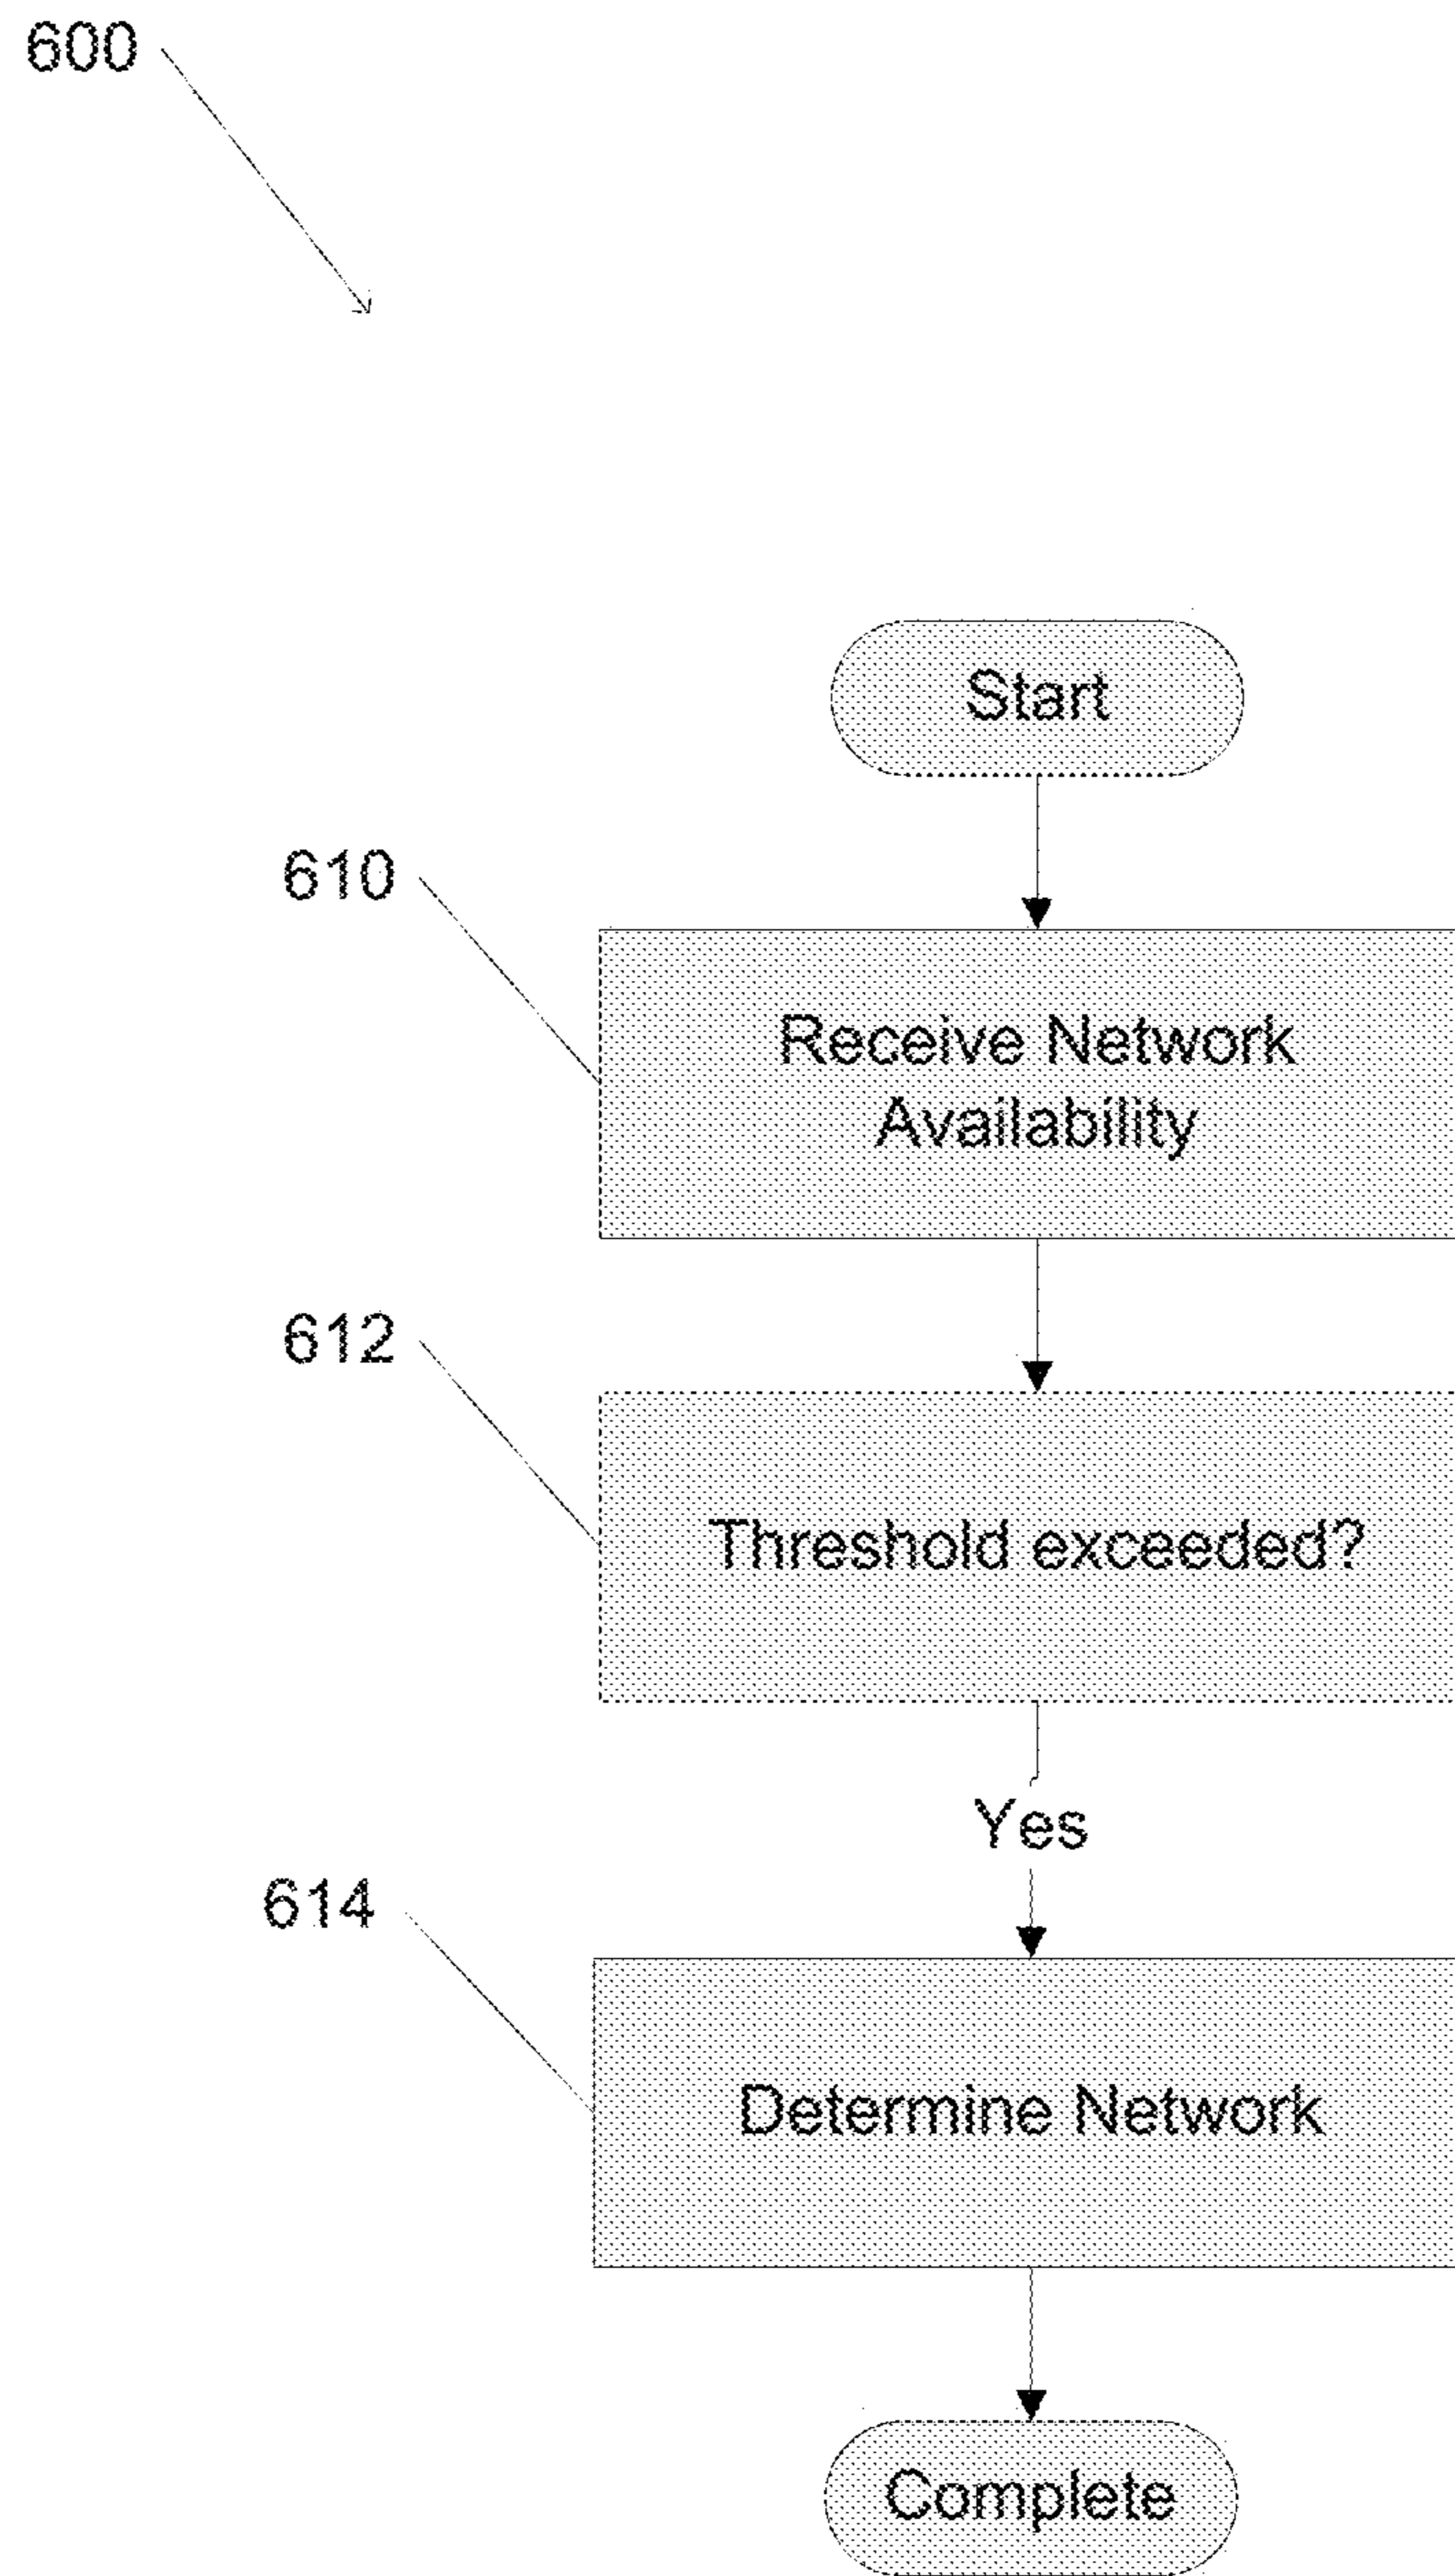 600
Start
610
Receive Network
Availability
612
Threshold exceeded?
Yes
614
Determine Network
Complete